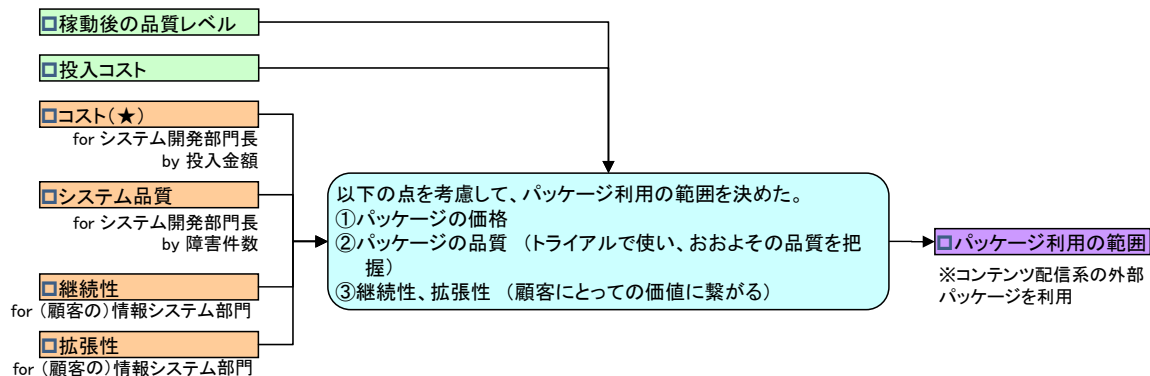 稼動後の品質レベル
投入コスト
コスト(★)
for システム開発部門長
by 投入金額
システム品質
for システム開発部門長
by 障害件数
継続性
for (顧客の)情報システム部門
拡張性
for (顧客の)情報システム部門
以下の点を考慮して、パッケージ利用の範囲を決めた。
①パッケージの価格
②パッケージの品質 (トライアルで使い、おおよその品質を把
握)
③継続性、拡張性 (顧客にとっての価値に繋がる)
パッケージ利用の範囲
※コンテンツ配信系の外部
パッケージを利用